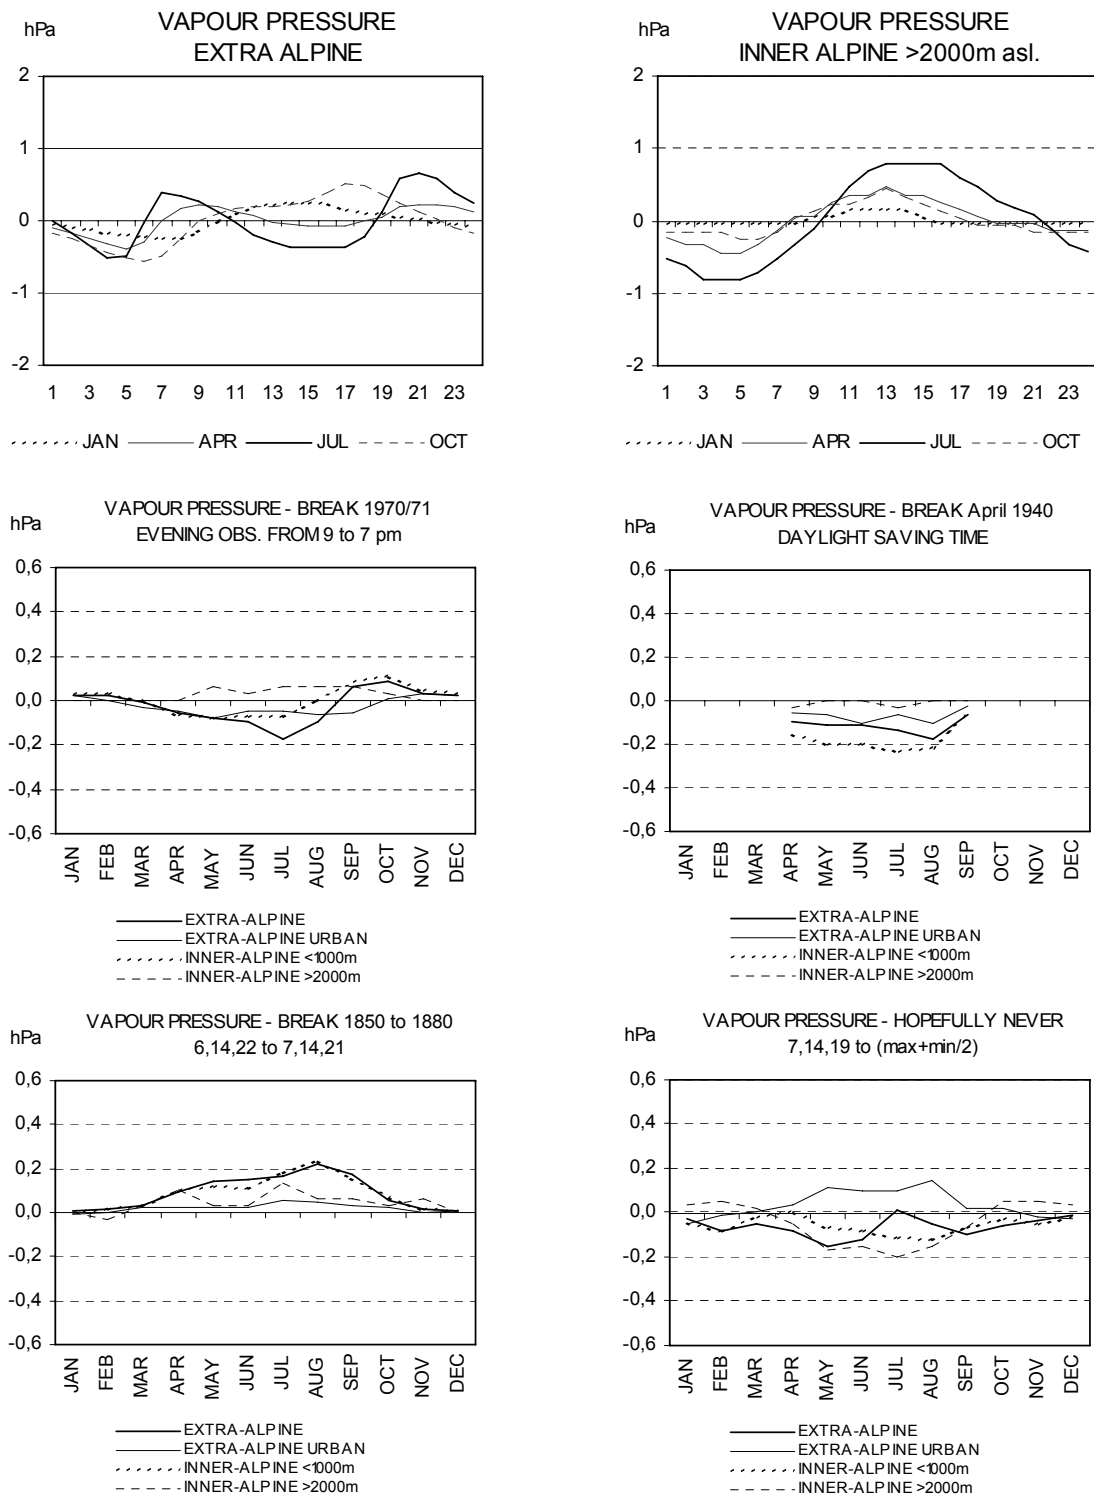 hPa
VAPOUR PRESSURE
EXTRA ALPINE
2
1
0
-1
-2
1 3 5 7 9 11 13 15 17 19 21 23
JAN APR JUL OCT
hPa
VAPOUR PRESSURE
INNER ALPINE >2000m asl.
2
1
0
-1
-2
1 3 5 7 9 11 13 15 17 19 21 23
JAN APR JUL OCT
hPa
VAPOUR PRESSURE - BREAK 1970/71
EVENING OBS. FROM 9 to 7 pm
0,6
0,4
0,2
0,0
-0,2
-0,4
-0,6
JAN FEB MAR APR MAY JUN JUL AUG SEP OCT NOV DEC
EXTRA-ALPINE
EXTRA-ALPINE URBAN
INNER-ALPINE <1000m
INNER-ALPINE >2000m
hPa
VAPOUR PRESSURE - BREAK April 1940
DAYLIGHT SAVING TIME
0,6
0,4
0,2
0,0
-0,2
-0,4
-0,6
JAN FEB MAR APR MAY JUN JUL AUG SEP OCT NOV DEC
EXTRA-ALPINE
EXTRA-ALPINE URBAN
INNER-ALPINE <1000m
INNER-ALPINE >2000m
hPa
VAPOUR PRESSURE - BREAK 1850 to 1880
6,14,22 to 7,14,21
0,6
0,4
0,2
0,0
-0,2
-0,4
-0,6
JAN FEB MAR APR MAY JUN JUL AUG SEP OCT NOV DEC
EXTRA-ALPINE
EXTRA-ALPINE URBAN
INNER-ALPINE <1000m
INNER-ALPINE >2000m
hPa
VAPOUR PRESSURE - HOPEFULLY NEVER
7,14,19 to (max+min/2)
0,6
0,4
0,2
0,0
-0,2
-0,4
-0,6
JAN FEB MAR APR MAY JUN JUL AUG SEP OCT NOV DEC
EXTRA-ALPINE
EXTRA-ALPINE URBAN
INNER-ALPINE <1000m
INNER-ALPINE >2000m